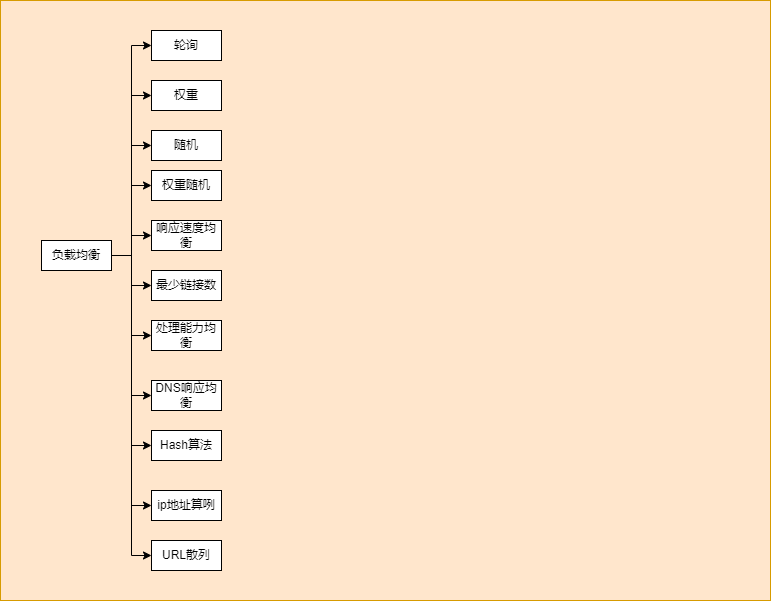 轮询
权重
随机
权重随机
响应速度均
衡
负载均衡
最少链接数
处理能力均
衡
DNS响应均
衡
Hash算法
ip地址算咧
URL散列